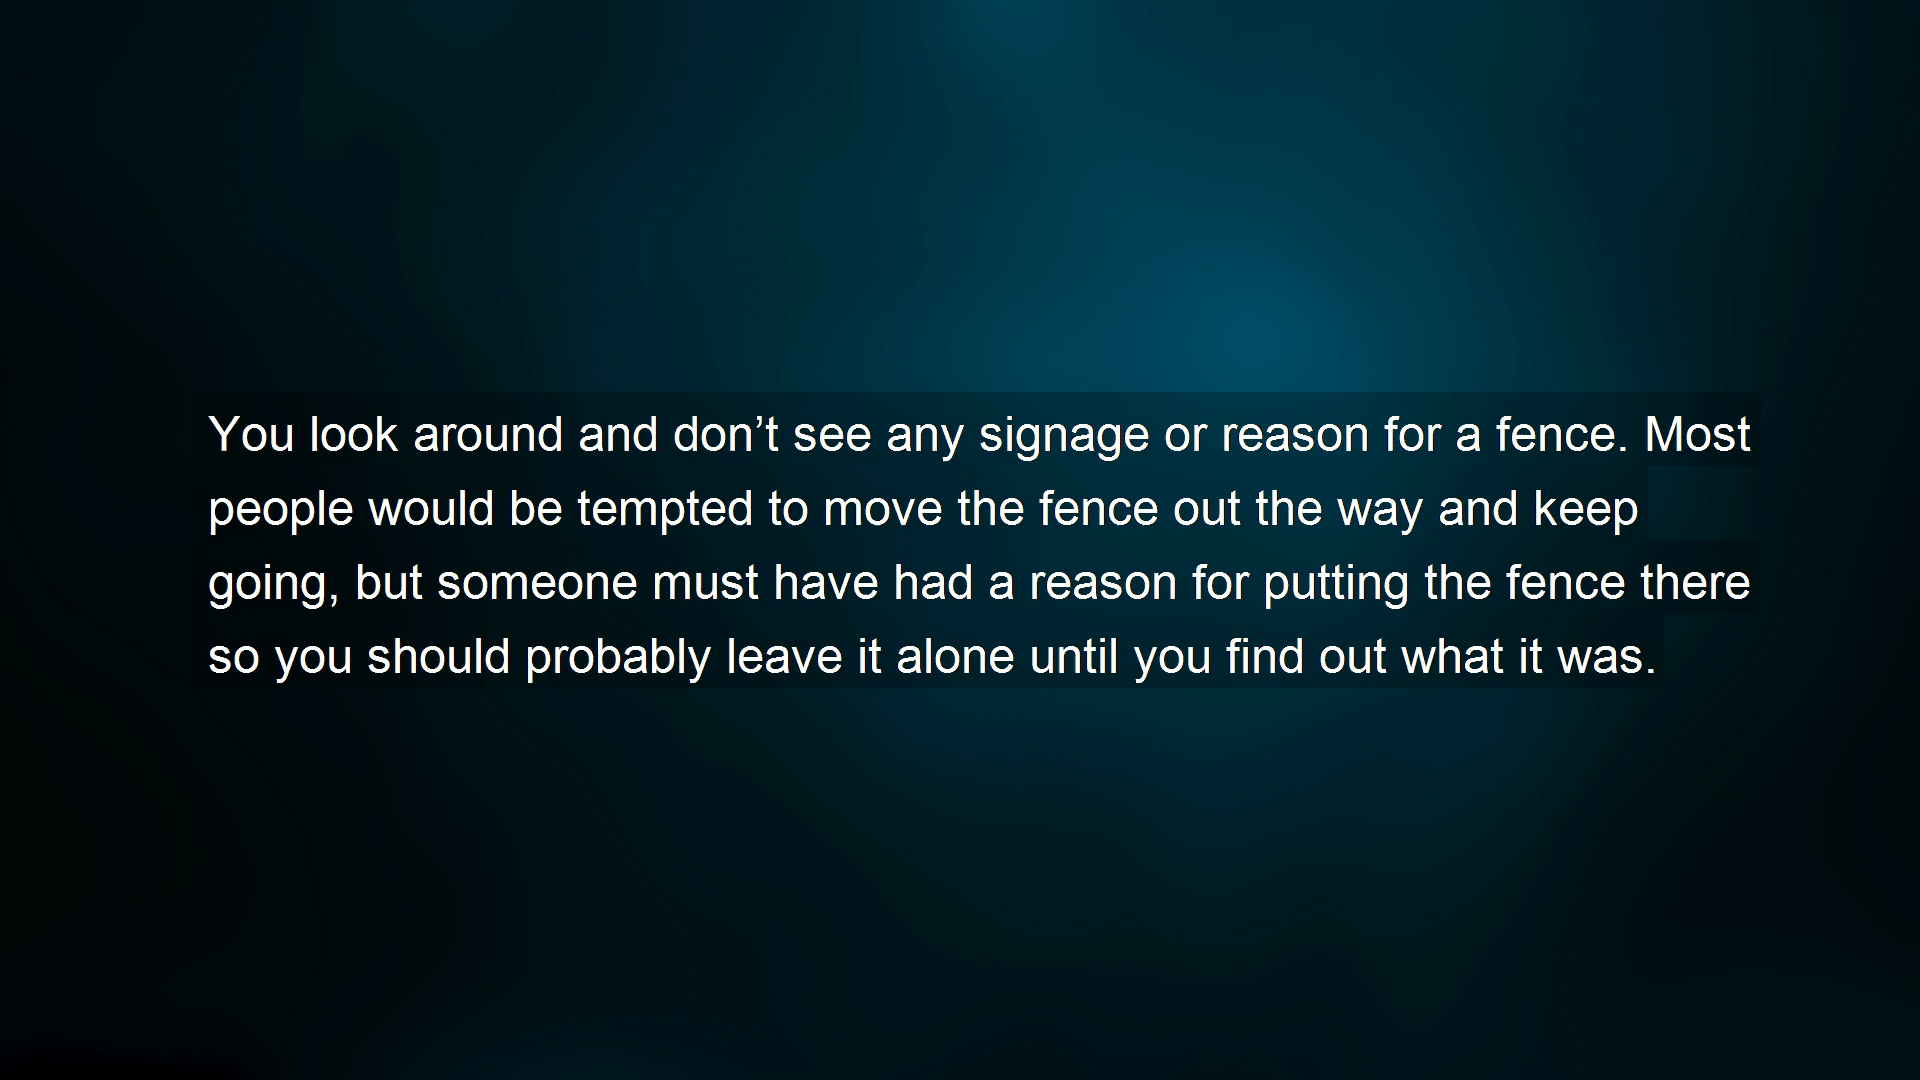 You look around and don’t see any signage or reason for a fence. Most
people would be tempted to move the fence out the way and keep
going, but someone must have had a reason for putting the fence there
so you should probably leave it alone until you find out what it was.